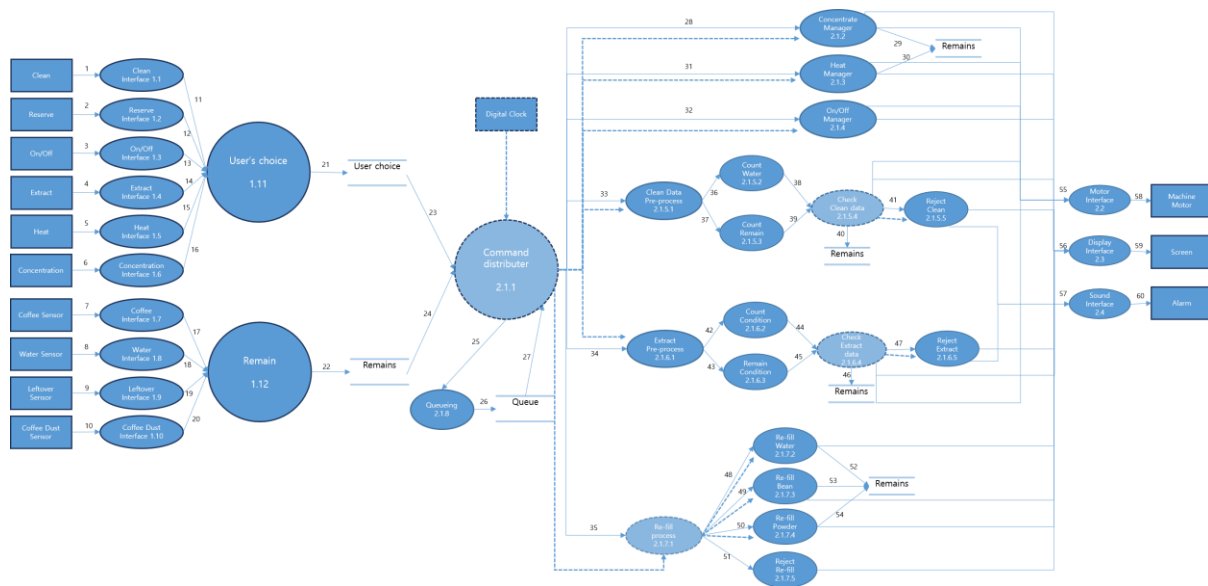 Clean
1
Clean
Interface 1.1
Reserve
2
Reserve
Interface 1.2
On/Off
3
On/Off
Interface 1.3
Extract
4
Extract
Interface 1.4
Heat
5
Heat
Interface 1.5
Concentration
6
Concentration
Interface 1.6
11
12
13
14
15
16
User's choice
1.11
21
User choice
Coffee Sensor
7
Coffee
Interface 1.7
Water Sensor
8
Water
Interface 1.8
Leftover
Sensor
9
Leftover
Interface 1.9
Coffee Dust
Sensor
10
Coffee Dust
Interface 1.10
17
18
19
20
Remain
1.12
22
Remains
23
24
Digital Clock
Command
distributer
2.1.1
25
Queueing
2.1.8
26
27
Queue
28
Concentrate
Manager
2.1.2
29
30
Remains
31
Heat
Manager
2.1.3
32
On/Off
Manager
2.1.4
33
Clean Data
Pre-process
2.1.5.1
36
37
Count
Water
2.1.5.2
Count
Remain
2.1.5.3
38
39
Check
Clean data
2.1.5.4
40
Remains
41
Reject
Clean
2.1.5.5
34
Extract
Pre-process
2.1.6.1
42
43
Count
Condition
2.1.6.2
Remain
Condition
2.1.6.3
44
45
Check
Extract
data
2.1.6.4
46
Remains
47
Reject
Extract
2.1.6.5
35
Re-fill
process
2.1.7.1
48
49
50
51
Re-fill
Water
2.1.7.2
Re-fill
Bean
2.1.7.3
Re-fill
Powder
2.1.7.4
Reject
Re-fill
2.1.7.5
52
53
54
Remains
55
Motor
Interface
2.2
58
Machine
Motor
56
Display
Interface
2.3
59
Screen
57
Sound
Interface
2.4
60
Alarm